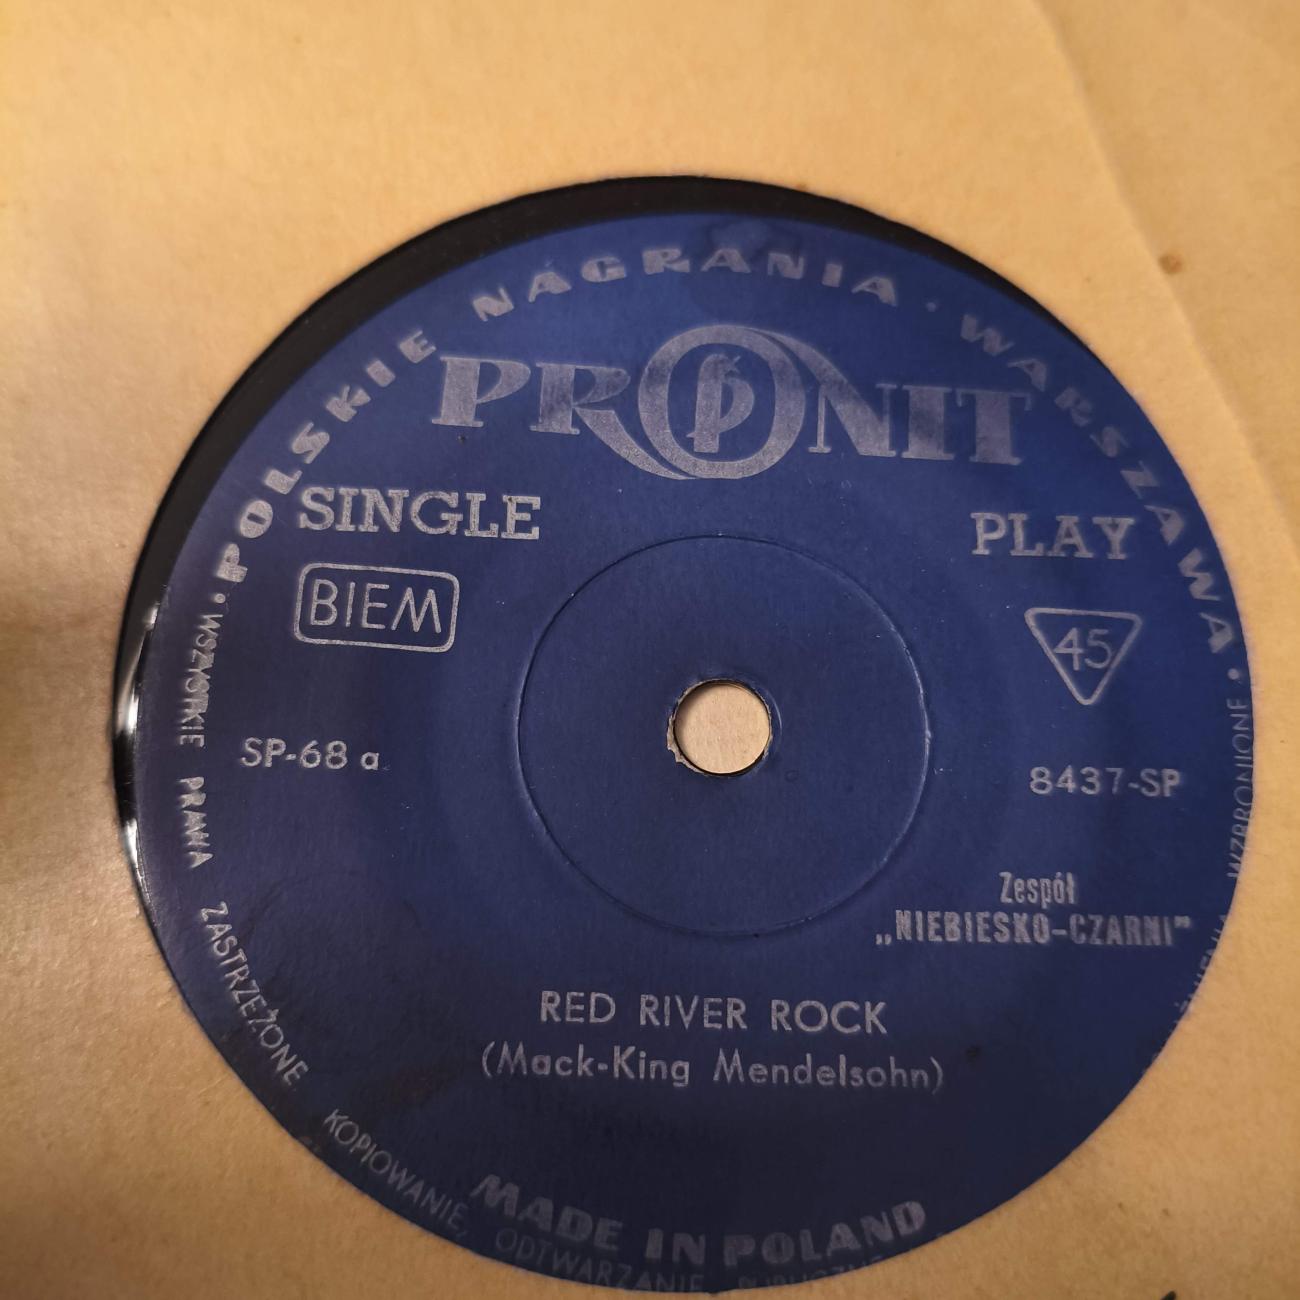 POLSKIE NAGRANIA · WARSZAWA ·
PRONIT
SINGLE PLAY
BIEM
45
SP-68 a
8437-SP
Zespół
„NIEBIESKO-CZARNI”
RED RIVER ROCK
(Mack-King Mendelsohn)
MADE IN POLAND
WSZYSTKIE PRAWA ZASTRZEŻONE KOPIOWANIE, ODTWARZANIE WZBRONIONE